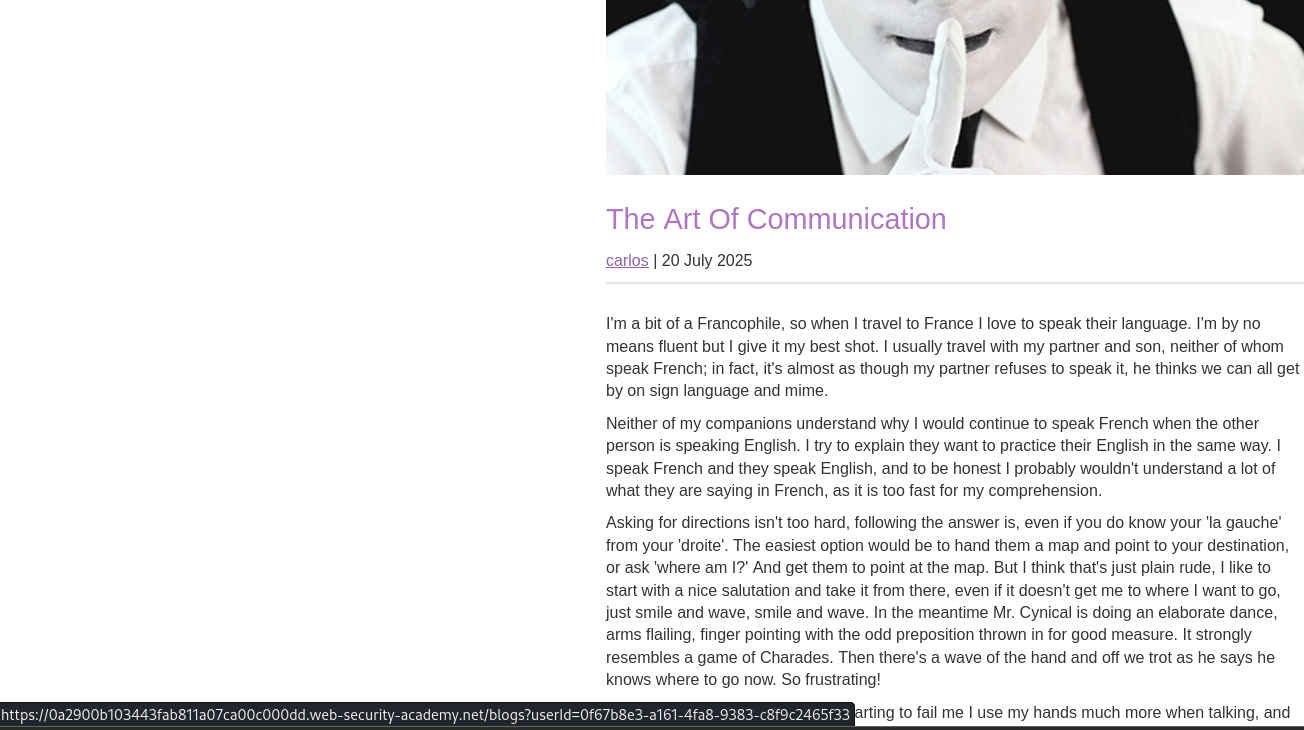 The Art Of Communication
carlos | 20 July 2025
I'm a bit of a Francophile, so when I travel to France I love to speak their language. I'm by no
means fluent but I give it my best shot. I usually travel with my partner and son, neither of whom
speak French; in fact, it's almost as though my partner refuses to speak it, he thinks we can all get
by on sign language and mime.
Neither of my companions understand why I would continue to speak French when the other
person is speaking English. I try to explain they want to practice their English in the same way. I
speak French and they speak English, and to be honest I probably wouldn't understand a lot of
what they are saying in French, as it is too fast for my comprehension.
Asking for directions isn't too hard, following the answer is, even if you do know your 'la gauche'
from your 'droite'. The easiest option would be to hand them a map and point to your destination,
or ask 'where am I?' And get them to point at the map. But I think that's just plain rude, I like to
start with a nice salutation and take it from there, even if it doesn't get me to where I want to go,
just smile and wave, smile and wave. In the meantime Mr. Cynical is doing an elaborate dance,
arms flailing, finger pointing with the odd preposition thrown in for good measure. It strongly
resembles a game of Charades. Then there's a wave of the hand and off we trot as he says he
knows where to go now. So frustrating!
arting to fail me I use my hands much more when talking, and
https://0a2900b103443fab811a07ca00c000dd.web-security-academy.net/blogs?userId=0f67b8e3-a161-4fa8-9383-c8f9c2465f33